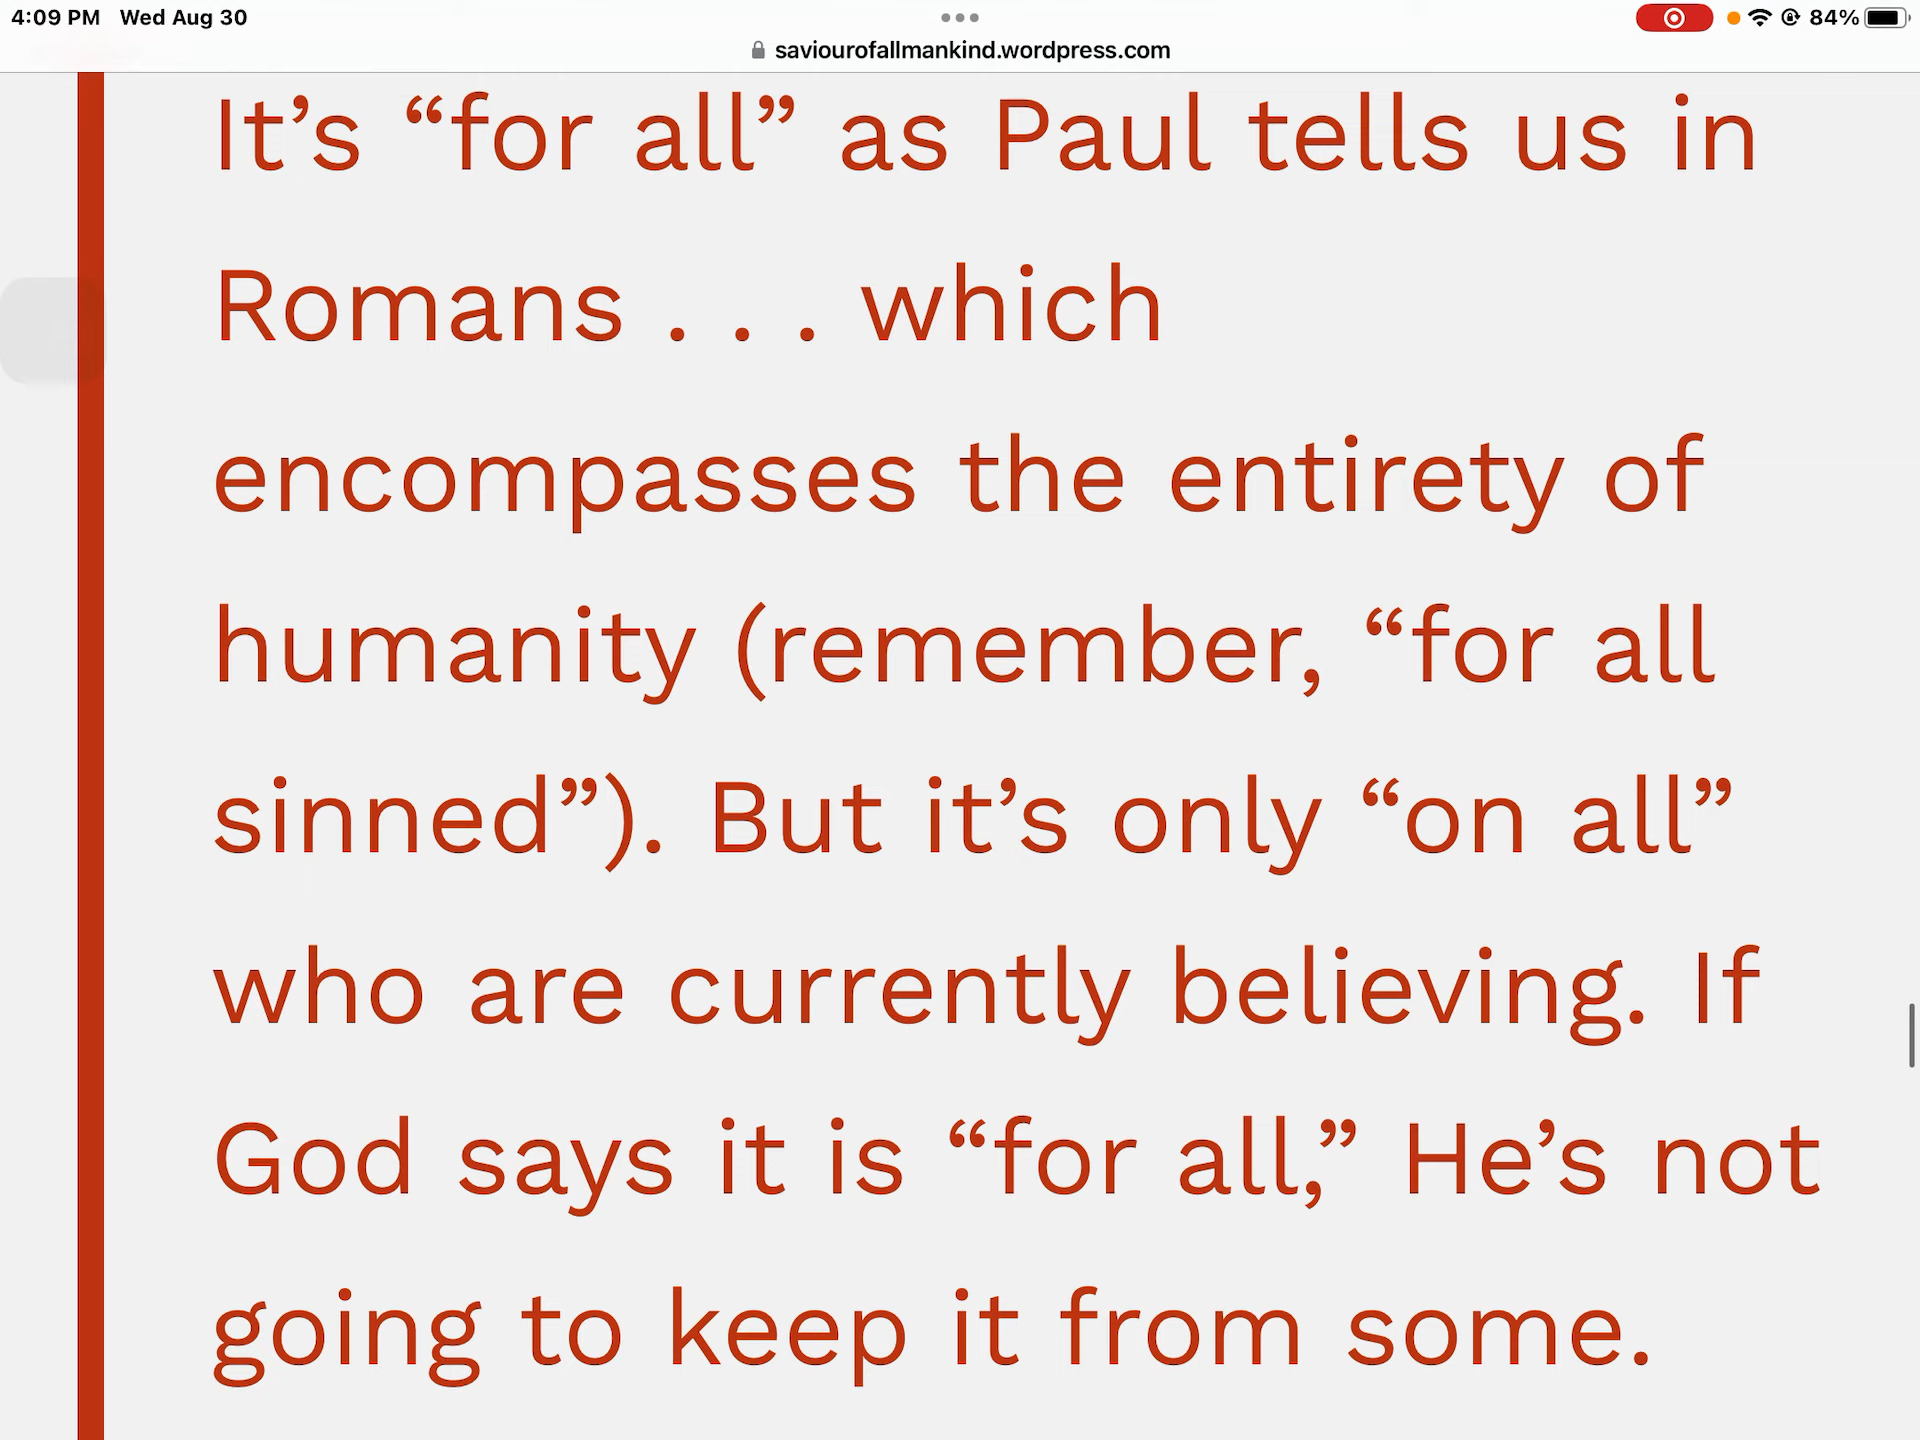 4:09 PM Wed Aug 30
84%
saviourofallmankind.wordpress.com
It’s “for all” as Paul tells us in
Romans . . . which
encompasses the entirety of
humanity (remember, “for all
sinned”). But it’s only “on all”
who are currently believing. If
God says it is “for all,” He’s not
going to keep it from some.